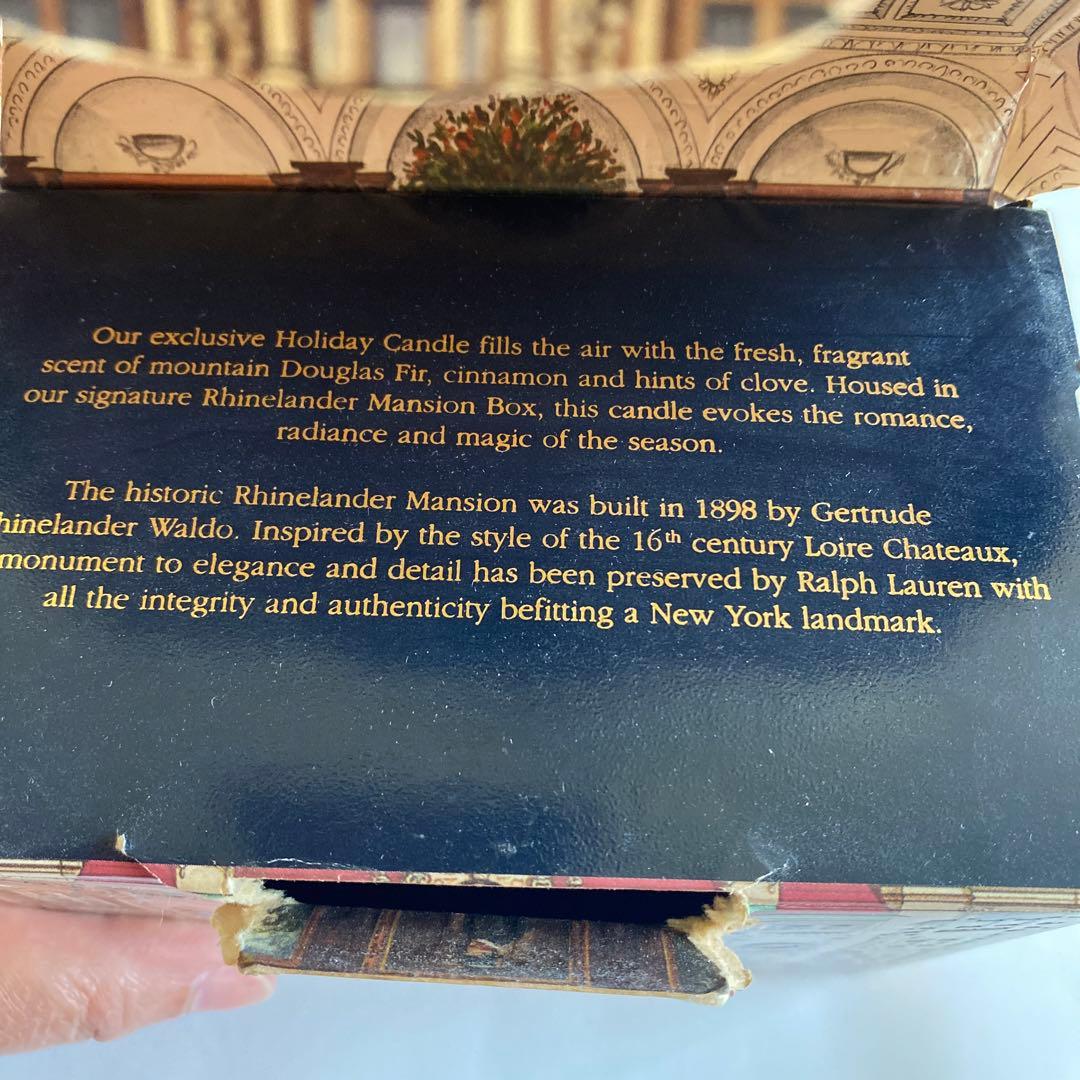 Our exclusive Holiday Candle fills the air with the fresh, fragrant
scent of mountain Douglas Fir, cinnamon and hints of clove. Housed in
our signature Rhinelander Mansion Box, this candle evokes the romance,
radiance and magic of the season.
The historic Rhinelander Mansion was built in 1898 by Gertrude
hinelander Waldo. Inspired by the style of the 16th century Loire Chateaux,
monument to elegance and detail has been preserved by Ralph Lauren with
all the integrity and authenticity befitting a New York landmark.